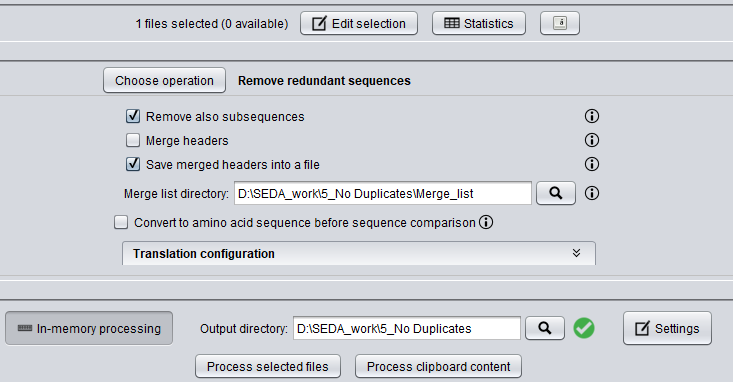 1 files selected (0 available) Edit selection Statistics
Choose operation Remove redundant sequences
Remove also subsequences
Merge headers
Save merged headers into a file
Merge list directory: D:\SEDA_work\5_No Duplicates\Merge_list
Convert to amino acid sequence before sequence comparison
Translation configuration
In-memory processing Output directory: D:\SEDA_work\5_No Duplicates Settings
Process selected files Process clipboard content